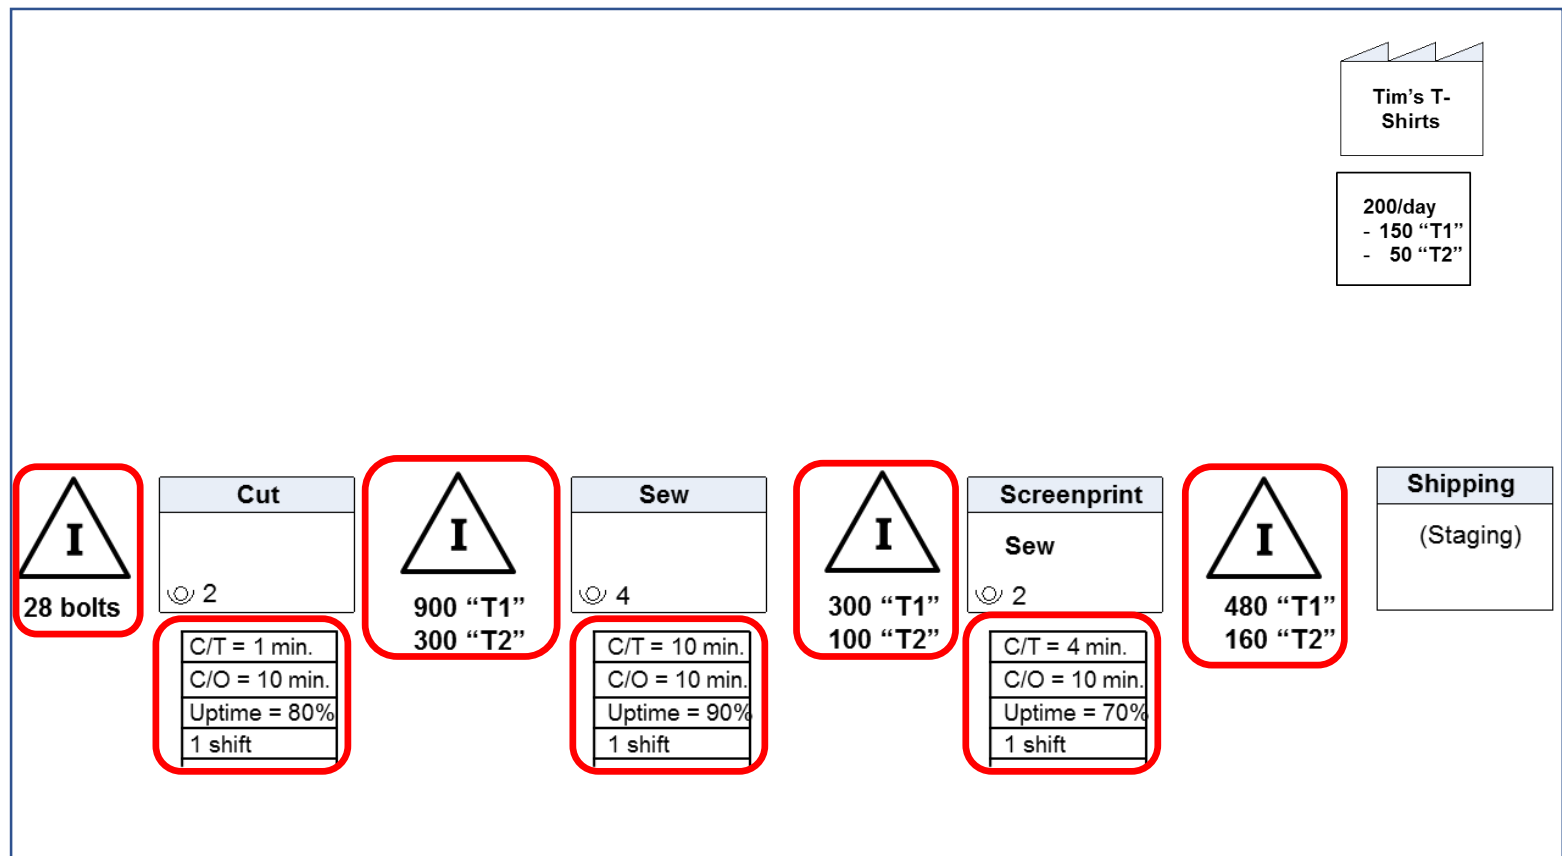 Tim’s T-
Shirts
200/day
- 150 “T1”
- 50 “T2”
I
28 bolts
Cut
2
C/T = 1 min.
C/O = 10 min.
Uptime = 80%
1 shift
I
900 “T1”
300 “T2”
Sew
4
C/T = 10 min.
C/O = 10 min.
Uptime = 90%
1 shift
I
300 “T1”
100 “T2”
Screenprint
Sew
2
C/T = 4 min.
C/O = 10 min.
Uptime = 70%
1 shift
I
480 “T1”
160 “T2”
Shipping
(Staging)